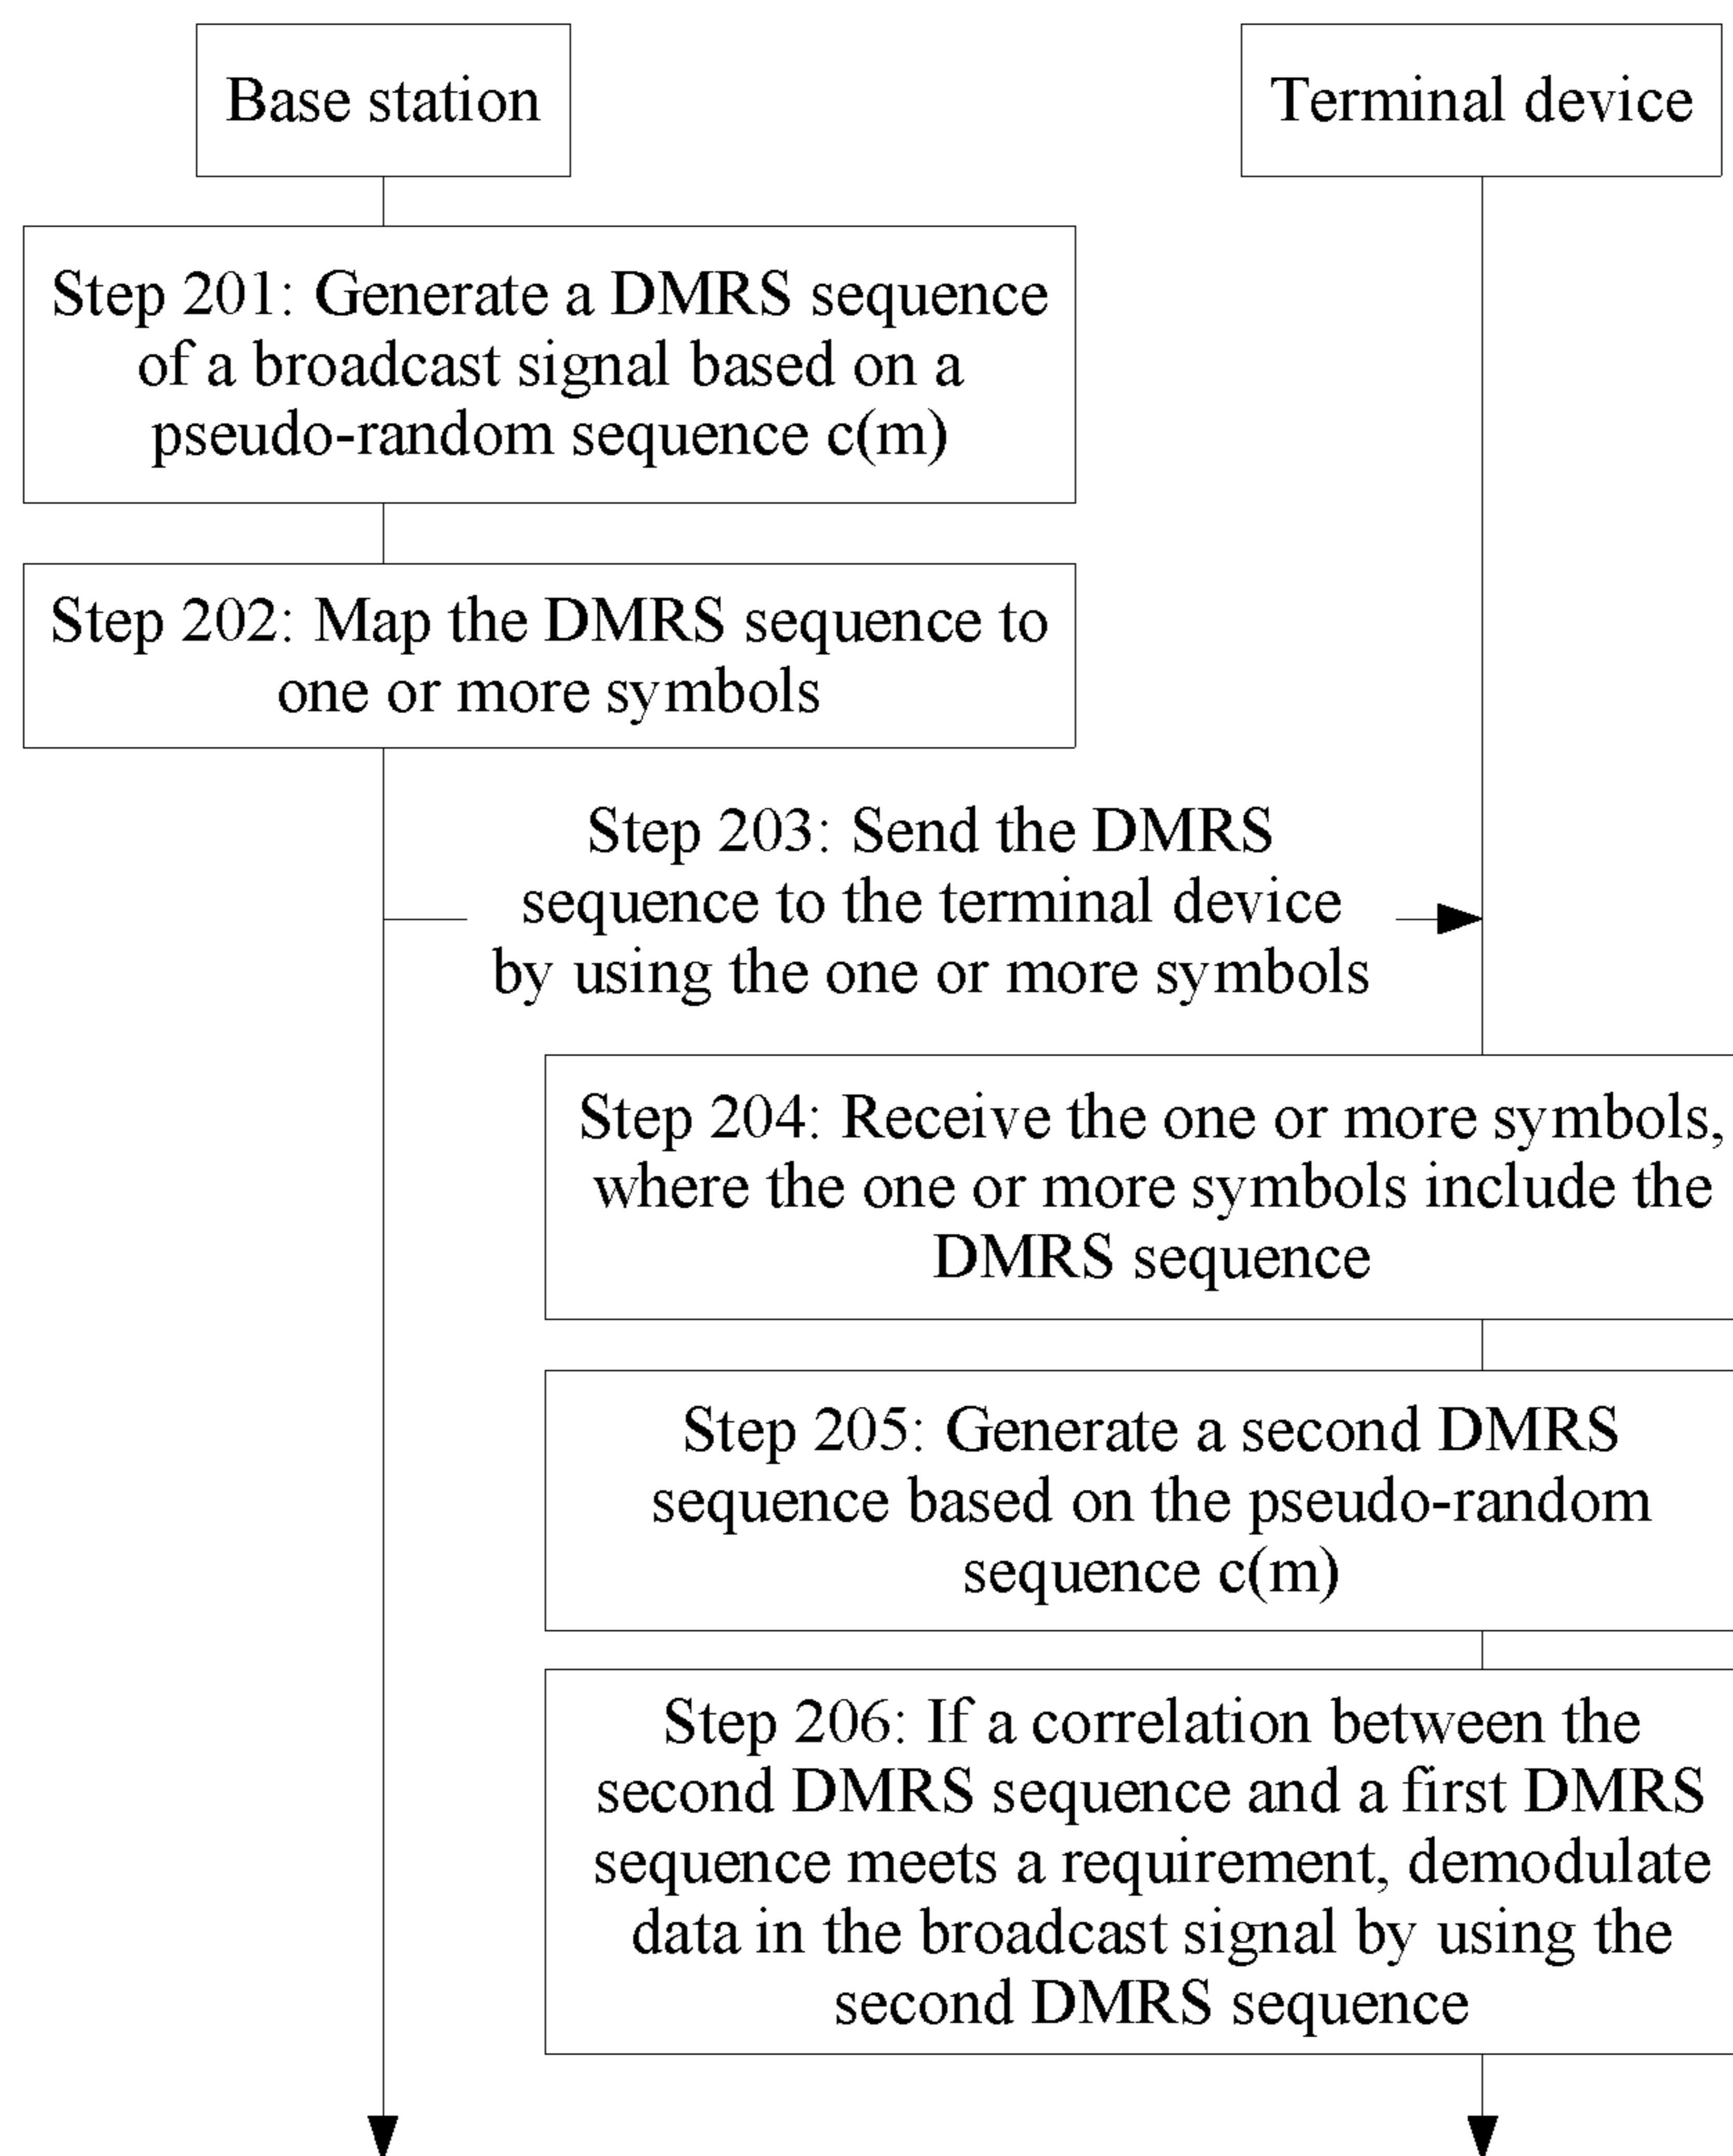 Base station
Terminal device
Step 201: Generate a DMRS sequence
of a broadcast signal based on a
pseudo-random sequence c(m)
Step 202: Map the DMRS sequence to
one or more symbols
Step 203: Send the DMRS
sequence to the terminal device
by using the one or more symbols
Step 204: Receive the one or more symbols,
where the one or more symbols include the
DMRS sequence
Step 205: Generate a second DMRS
sequence based on the pseudo-random
sequence c(m)
Step 206: If a correlation between the
second DMRS sequence and a first DMRS
sequence meets a requirement, demodulate
data in the broadcast signal by using the
second DMRS sequence